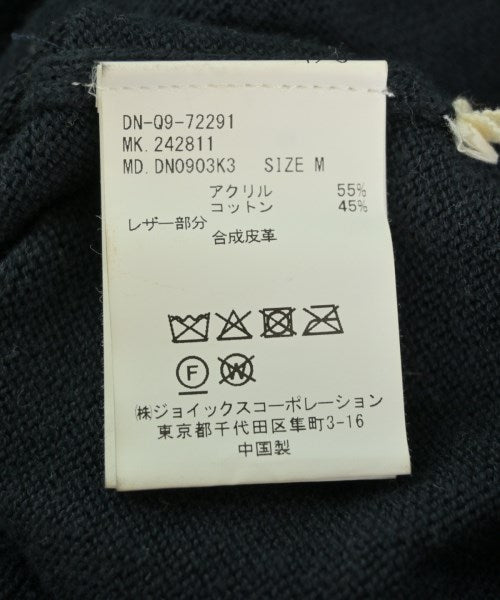 DN-Q9-72291
MK. 242811
MD. DN0903K3 SIZE M
アクリル 55%
コットン 45%
レザー部分
合成皮革
F W
㈱ジョイックスコーポレーション
東京都千代田区隼町3-16
中国製